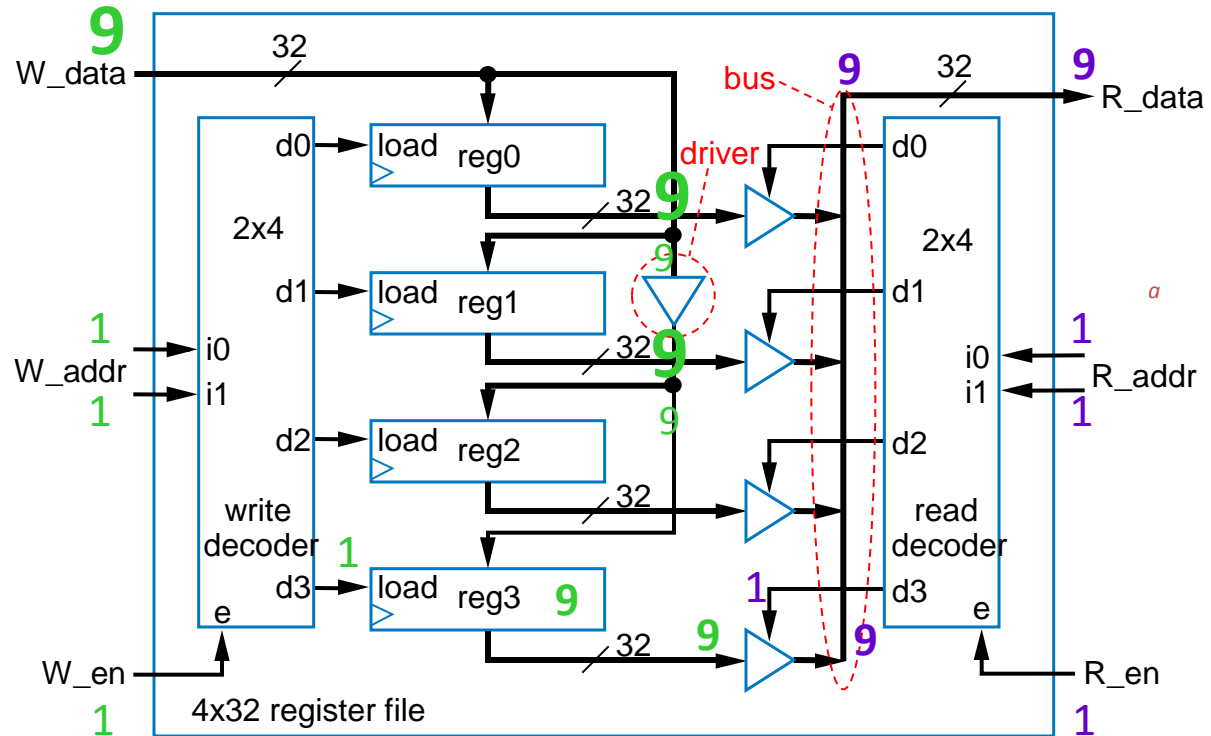 9
32
9
32
9
W_data
bus
R_data
d0
load
reg0
driver
d0
9
32
2x4
2x4
9
d1
load
reg1
d1
a
1
9
32
1
i0
i0
W_addr
R_addr
i1
i1
1
9
1
d2
load
reg2
d2
32
write
decoder
read
decoder
1
d3
load
reg3
9
1
d3
e
e
32
9
9
W_en
R_en
1
4x32 register file
1